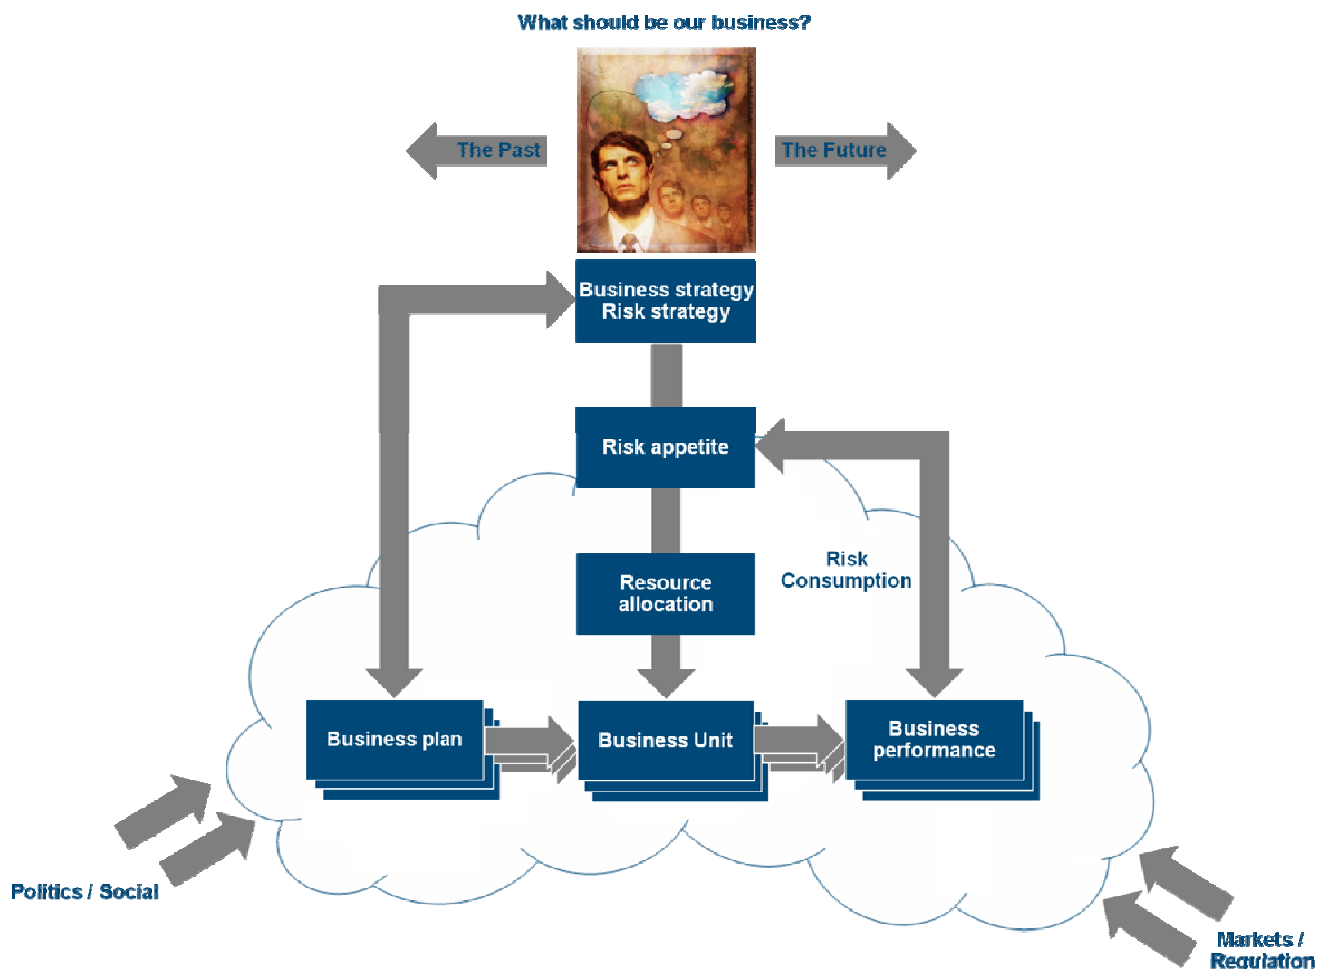 What should be our business?
The Past
The Future
Business strategy
Risk strategy
Risk appetite
Risk
Consumption
Resource
allocation
Business plan
Business Unit
Business
performance
Politics / Social
Markets /
Regulation